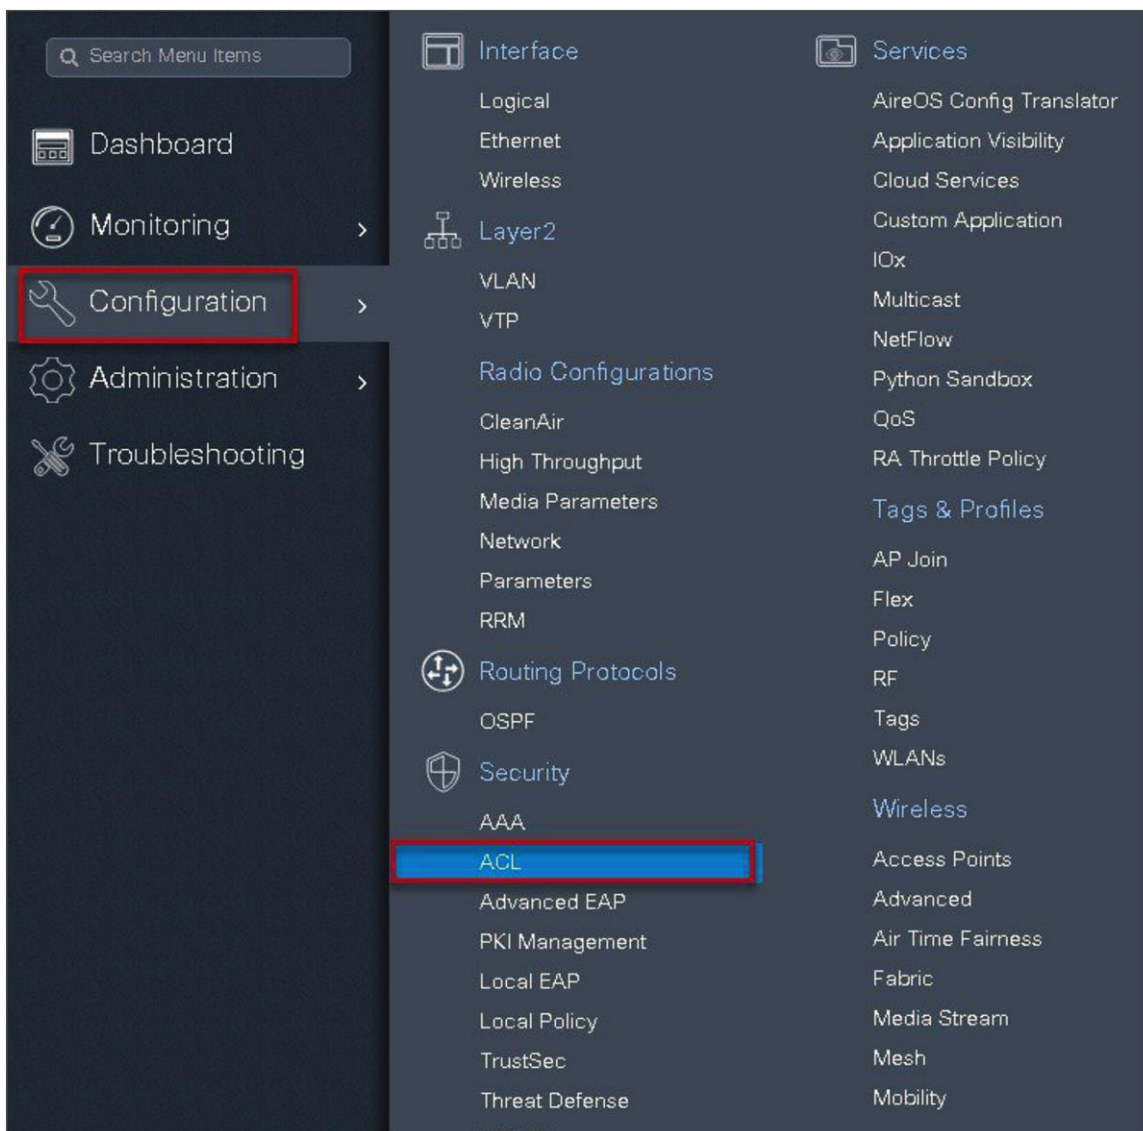 Search Menu Items
Dashboard
Monitoring
Configuration
Administration
Troubleshooting
Interface
Logical
Ethernet
Wireless
Layer2
VLAN
VTP
Radio Configurations
CleanAir
High Throughput
Media Parameters
Network
Parameters
RRM
Routing Protocols
OSPF
Security
AAA
ACL
Advanced EAP
PKI Management
Local EAP
Local Policy
TrustSec
Threat Defense
Services
AireOS Config Translator
Application Visibility
Cloud Services
Custom Application
IOx
Multicast
NetFlow
Python Sandbox
QoS
RA Throttle Policy
Tags & Profiles
AP Join
Flex
Policy
RF
Tags
WLANs
Wireless
Access Points
Advanced
Air Time Fairness
Fabric
Media Stream
Mesh
Mobility